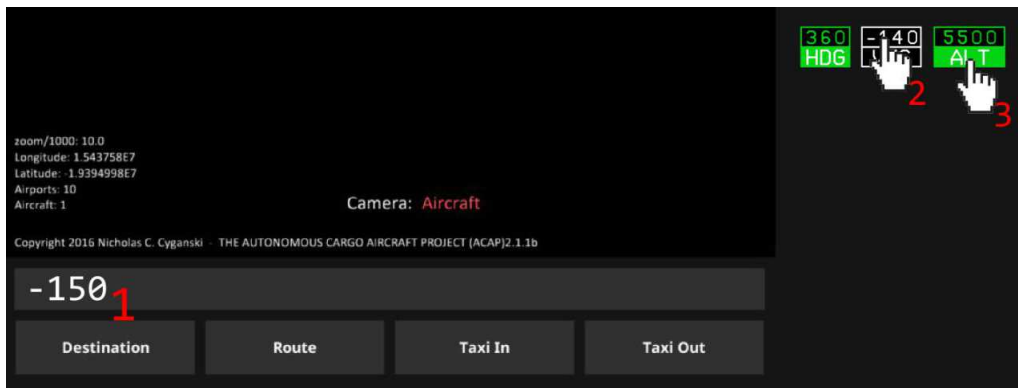 360 -140 5500
HDG ALT
2
3
zoom/1000: 10.0
Longitude: 1.543758E7
Latitude: -1.9394998E7
Airports: 10
Aircraft: 1
Camera: Aircraft
Copyright 2016 Nicholas C. Cyganski - THE AUTONOMOUS CARGO AIRCRAFT PROJECT (ACAP)2.1.1b
-150
1
Destination Route Taxi In Taxi Out